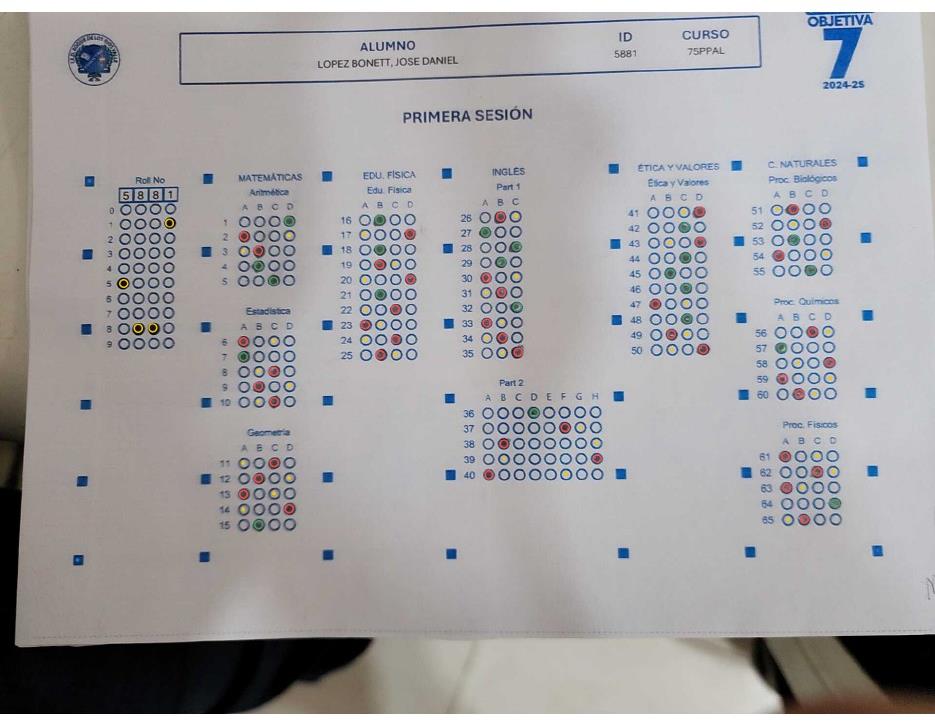 OBJETIVA
7
2024-25
ALUMNO
LOPEZ BONETT, JOSE DANIEL
ID
5881
CURSO
75PPAL
PRIMERA SESIÓN
Roll No
5 8 8 1
0
1
2
3
4
5
6
7
8
9
MATEMÁTICAS
Aritmética
A B C D
1
2
3
4
5
Estadística
A B C D
6
7
8
9
10
Geometría
A B C D
11
12
13
14
15
EDU. FÍSICA
Edu. Física
A B C D
16
17
18
19
20
21
22
23
24
25
INGLÉS
Part 1
A B C
26
27
28
29
30
31
32
33
34
35
Part 2
A B C D E F G H
36
37
38
39
40
ÉTICA Y VALORES
Ética y Valores
A B C D
41
42
43
44
45
46
47
48
49
50
C. NATURALES
Proc. Biológicos
A B C D
51
52
53
54
55
Proc. Químicos
A B C D
56
57
58
59
60
Proc. Físicos
A B C D
61
62
63
64
65